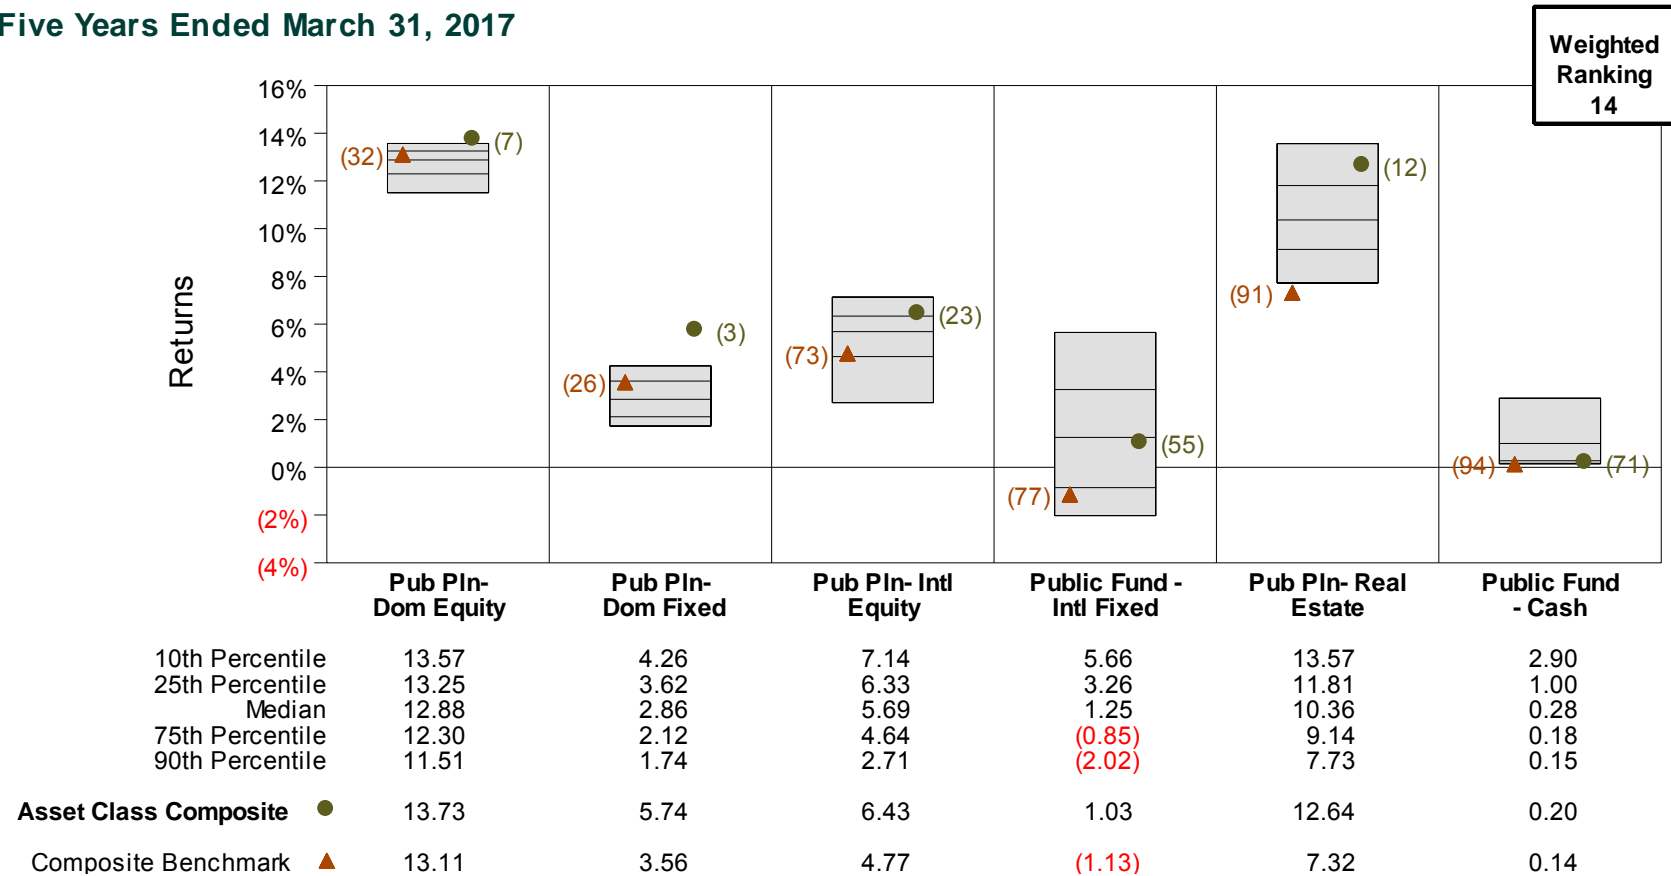 Five Years Ended March 31, 2017
Weighted
Ranking
14
Returns
16%
14%
12%
10%
8%
6%
4%
2%
0%
(2%)
(4%)
(32) (7)
(26) (3)
(73) (23)
(77) (55)
(91) (12)
(94) (71)
Pub Pln-
Dom Equity
Pub Pln-
Dom Fixed
Pub Pln- Intl
Equity
Public Fund -
Intl Fixed
Pub Pln- Real
Estate
Public Fund
- Cash
10th Percentile 13.57 4.26 7.14 5.66 13.57 2.90
25th Percentile 13.25 3.62 6.33 3.26 11.81 1.00
Median 12.88 2.86 5.69 1.25 10.36 0.28
75th Percentile 12.30 2.12 4.64 (0.85) 9.14 0.18
90th Percentile 11.51 1.74 2.71 (2.02) 7.73 0.15
Asset Class Composite 13.73 5.74 6.43 1.03 12.64 0.20
Composite Benchmark 13.11 3.56 4.77 (1.13) 7.32 0.14